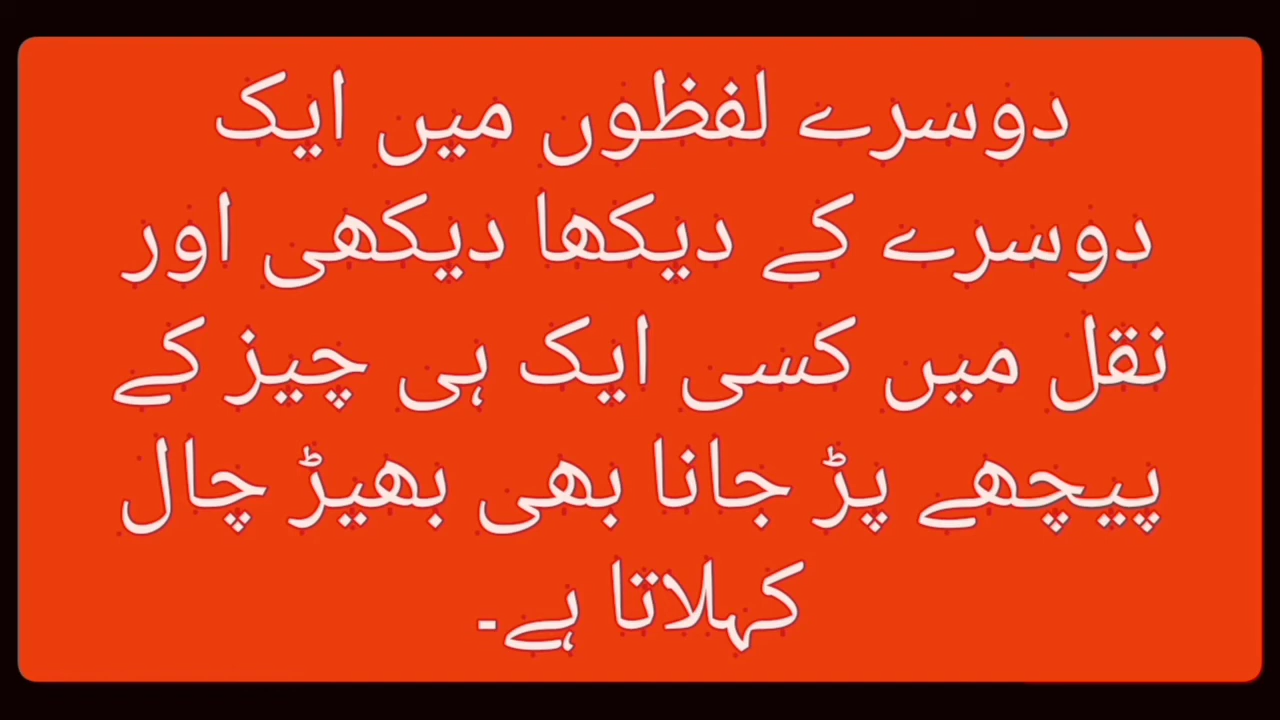 دوسرے لفظوں میں ایک
دوسرے کے دیکھا دیکھی اور
نقل میں کسی ایک ہی چیز کے
پیچھے پڑ جانا بھی بھیڑ چال
کہلاتا ہے۔